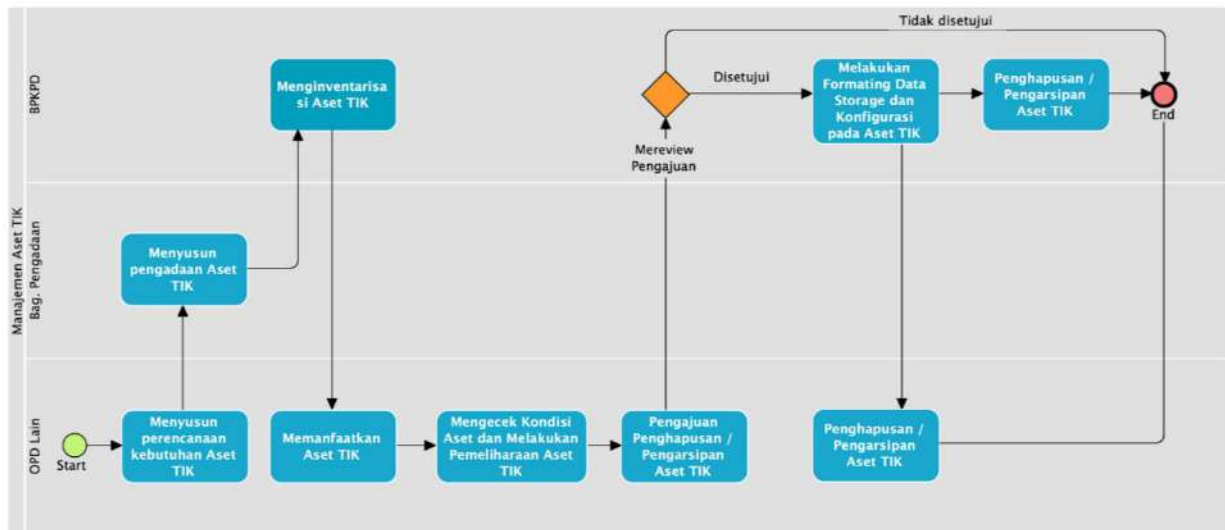 Manajemen Aset TIK
BPKPD
Tidak disetujui
Menginventarisa
si Aset TIK
Disetujui
Melakukan
Formating Data
Storage dan
Konfigurasi
pada Aset TIK
Penghapusan /
Pengarsipan
Aset TIK
End
Mereview
Pengajuan
Bag. Pengadaan
Menyusun
pengadaan Aset
TIK
OPD Lain
Start
Menyusun
perencanaan
kebutuhan Aset
TIK
Memanfaatkan
Aset TIK
Mengecek Kondisi
Aset dan Melakukan
Pemeliharaan Aset
TIK
Pengajuan
Penghapusan /
Pengarsipan
Aset TIK
Penghapusan /
Pengarsipan
Aset TIK